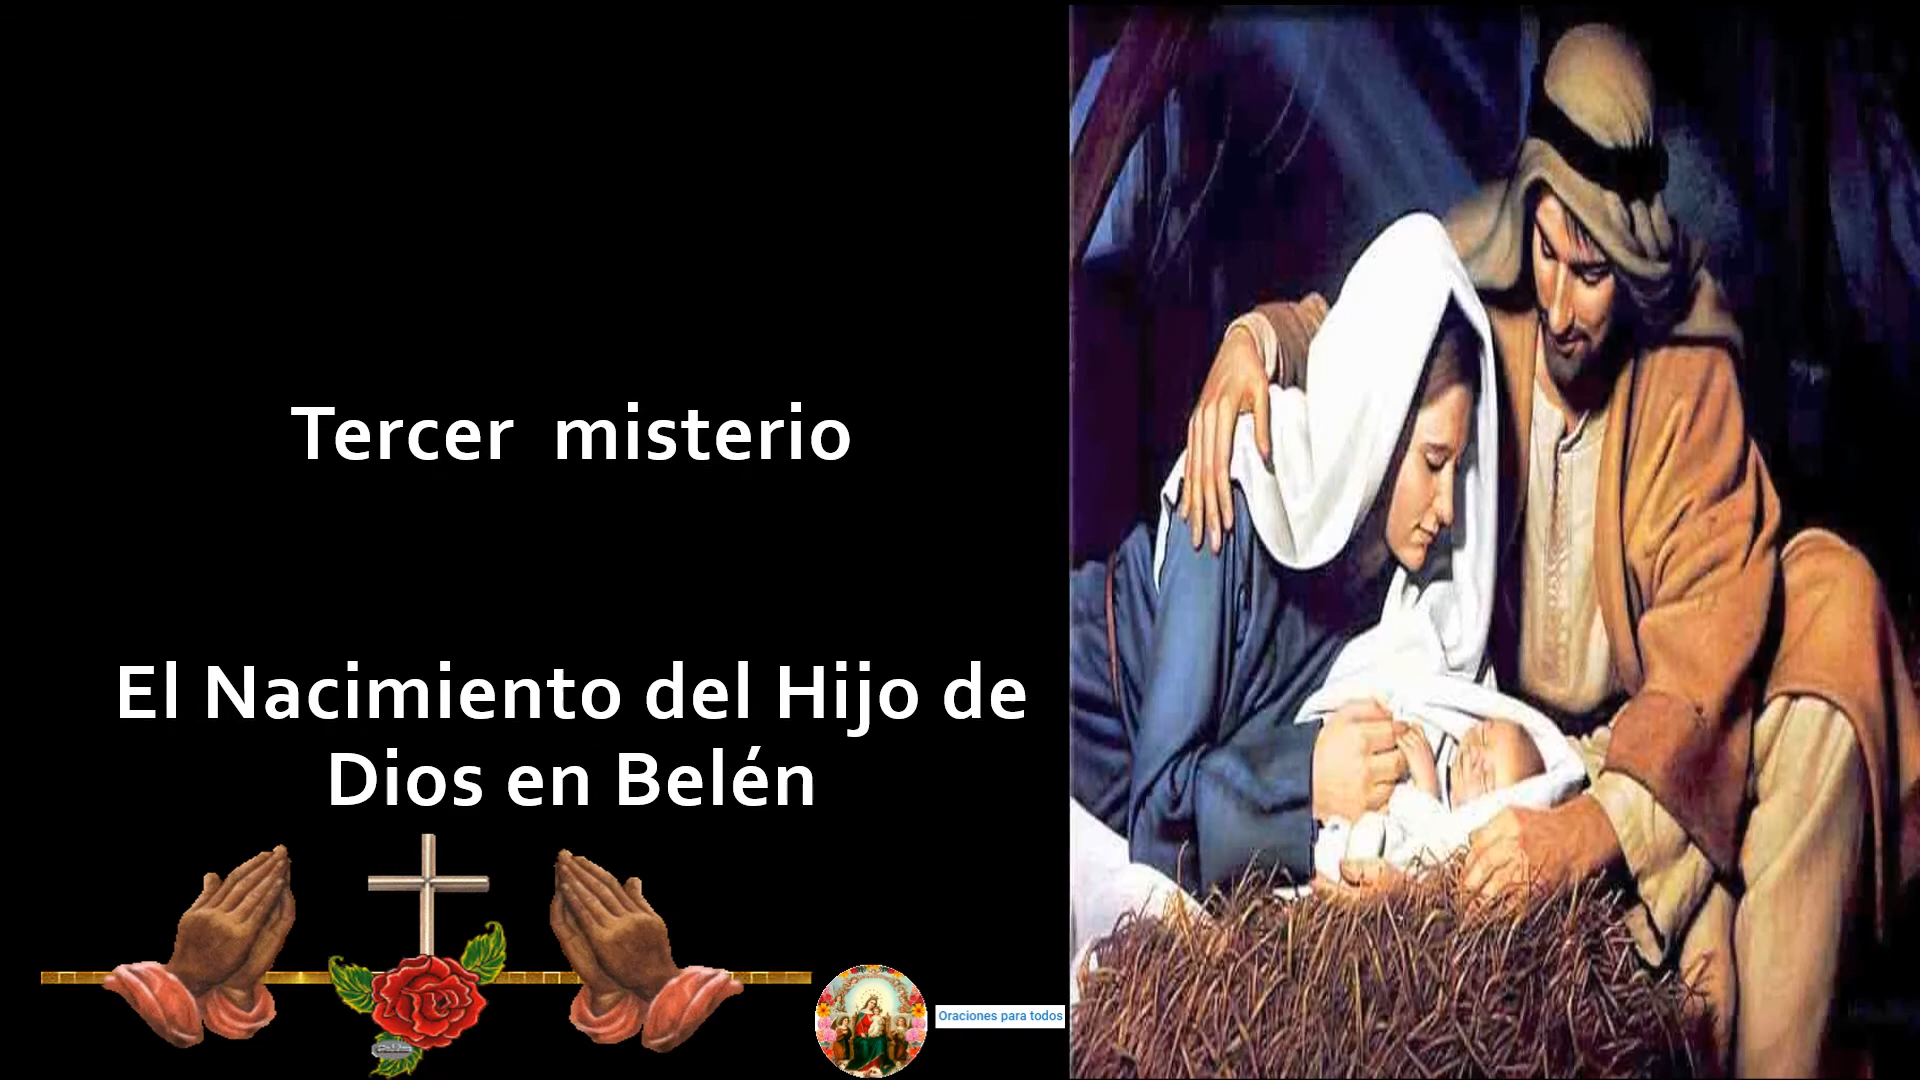 Tercer misterio
El Nacimiento del Hijo de
Dios en Belén
Oraciones para todos